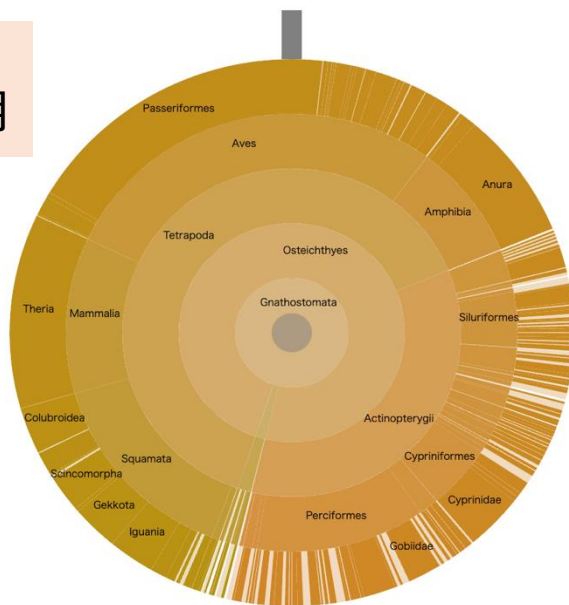 Passeriformes
Aves
Anura
Amphibia
Tetrapoda
Osteichthyes
Gnathostomata
Theria
Mammalia
Siluriformes
Colubroidea
Actinopterygii
Squamata
Cypriniformes
Scincomorpha
Cyprinidae
Gekkota
Perciformes
Iguania
Gobiidae